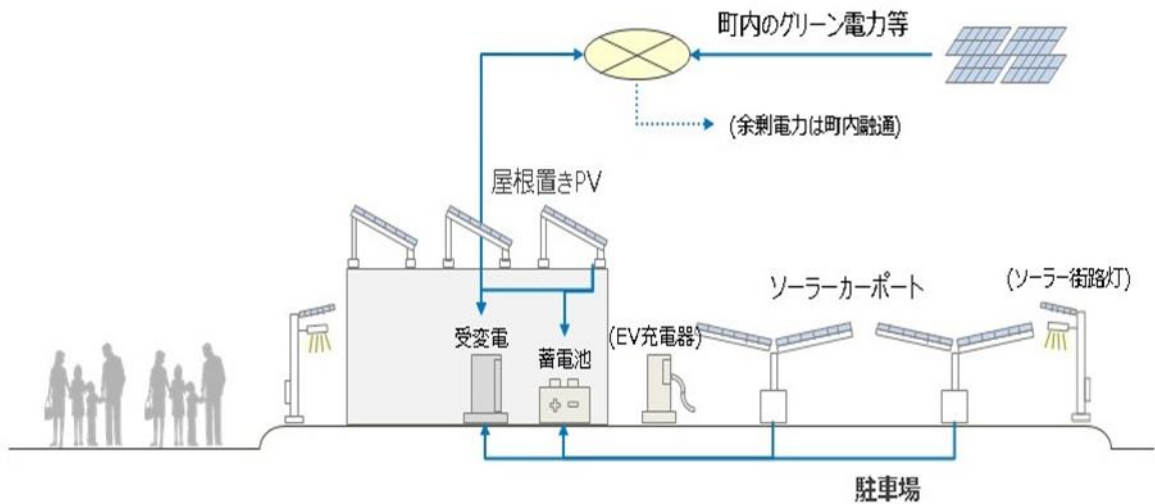 町内のグリーン電力等
(余剰電力は町内融通)
屋根置きPV
ソーラーカーポート
(ソーラー街路灯)
受変電
蓄電池
(EV充電器)
駐車場